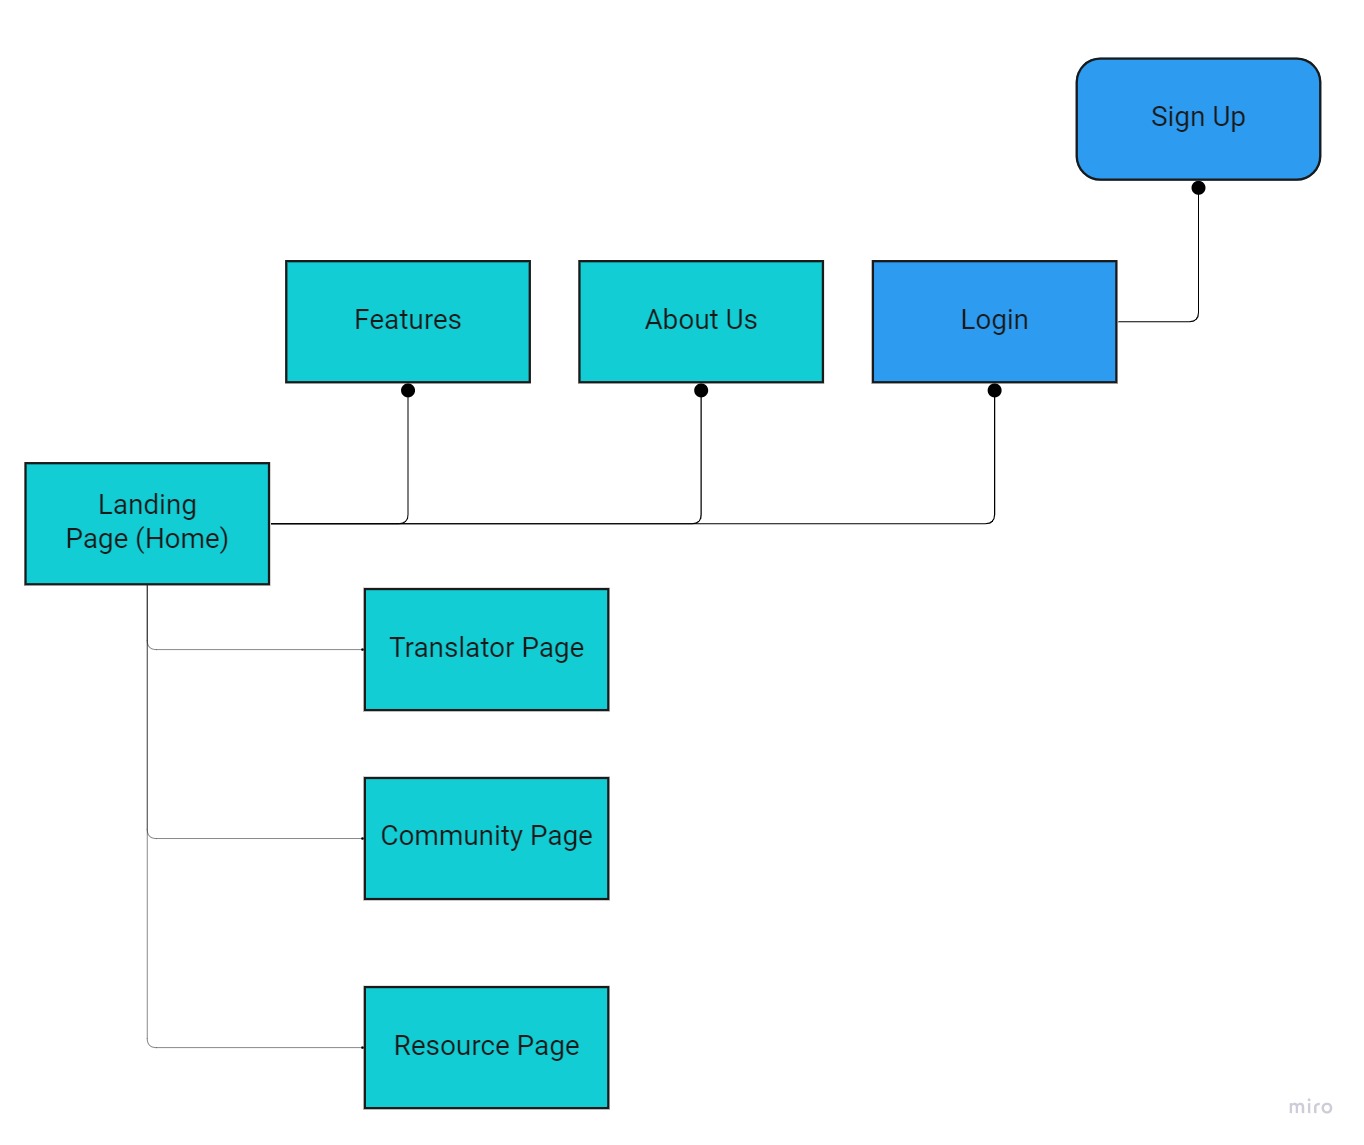 Sign Up
Features
About Us
Login
Landing
Page (Home)
Translator Page
Community Page
Resource Page
miro